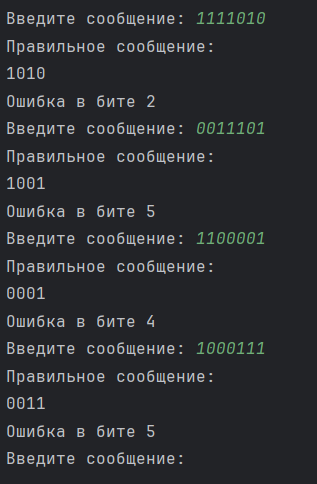 Введите сообщение: 1111010
Правильное сообщение:
1010
Ошибка в бите 2
Введите сообщение: 0011101
Правильное сообщение:
1001
Ошибка в бите 5
Введите сообщение: 1100001
Правильное сообщение:
0001
Ошибка в бите 4
Введите сообщение: 1000111
Правильное сообщение:
0011
Ошибка в бите 5
Введите сообщение: